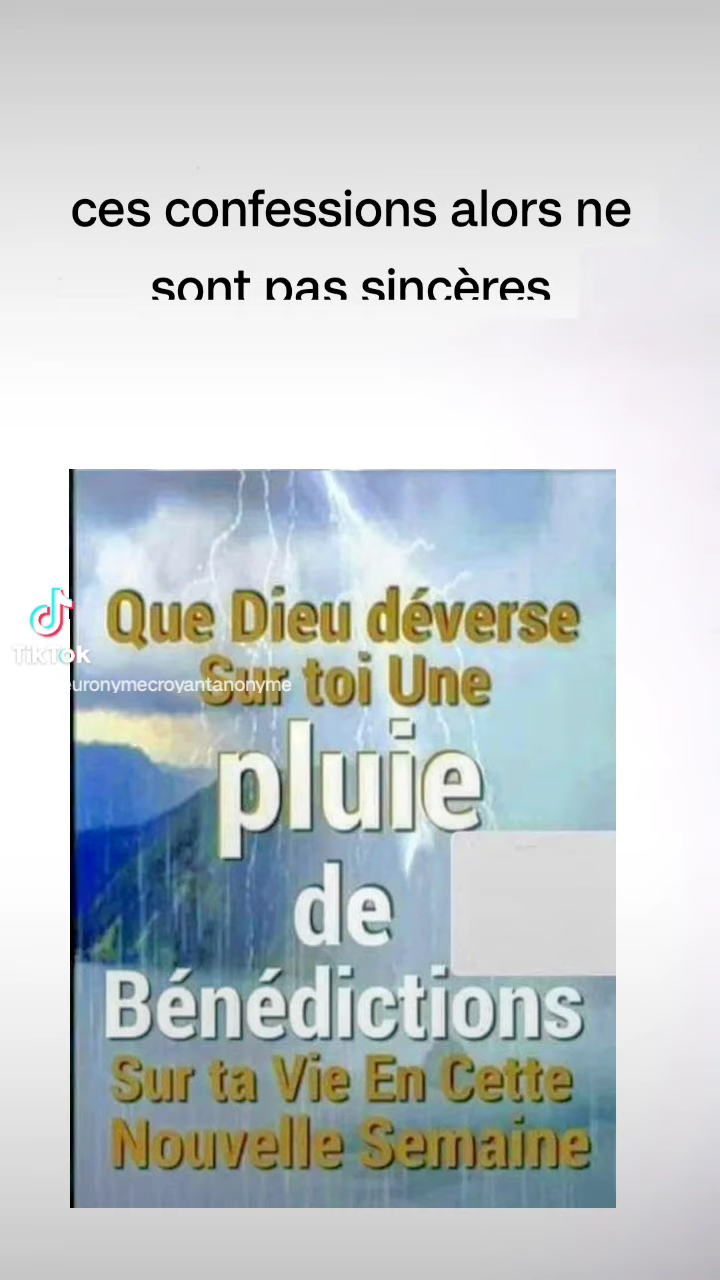 ces confessions alors ne
sont pas sincères
Que Dieu déverse
Sur toi Une
TikTok
euronymecroyantanonyme
pluie
de
Bénédictions
Sur ta Vie En Cette
Nouvelle Semaine